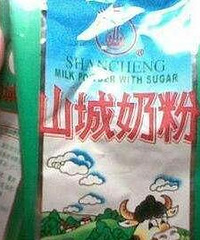 SHANCHENG
MILK POWDER WITH SUGAR
山城奶粉